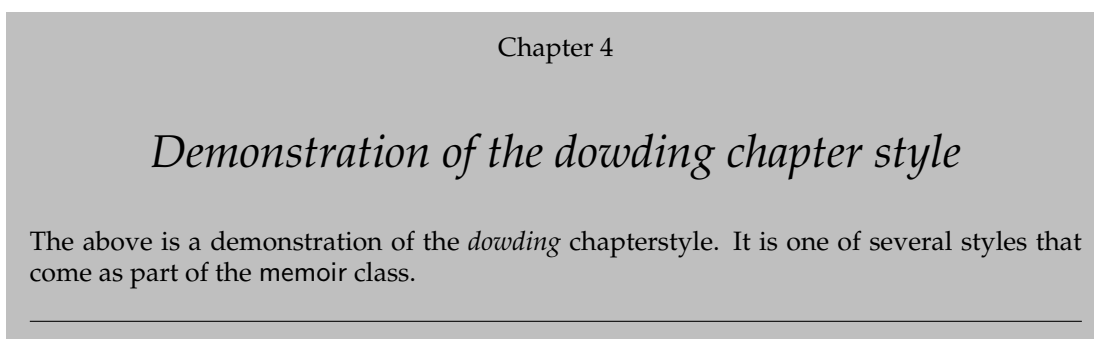 Chapter 4
Demonstration of the dowding chapter style
The above is a demonstration of the dowding chapterstyle. It is one of several styles that
come as part of the memoir class.